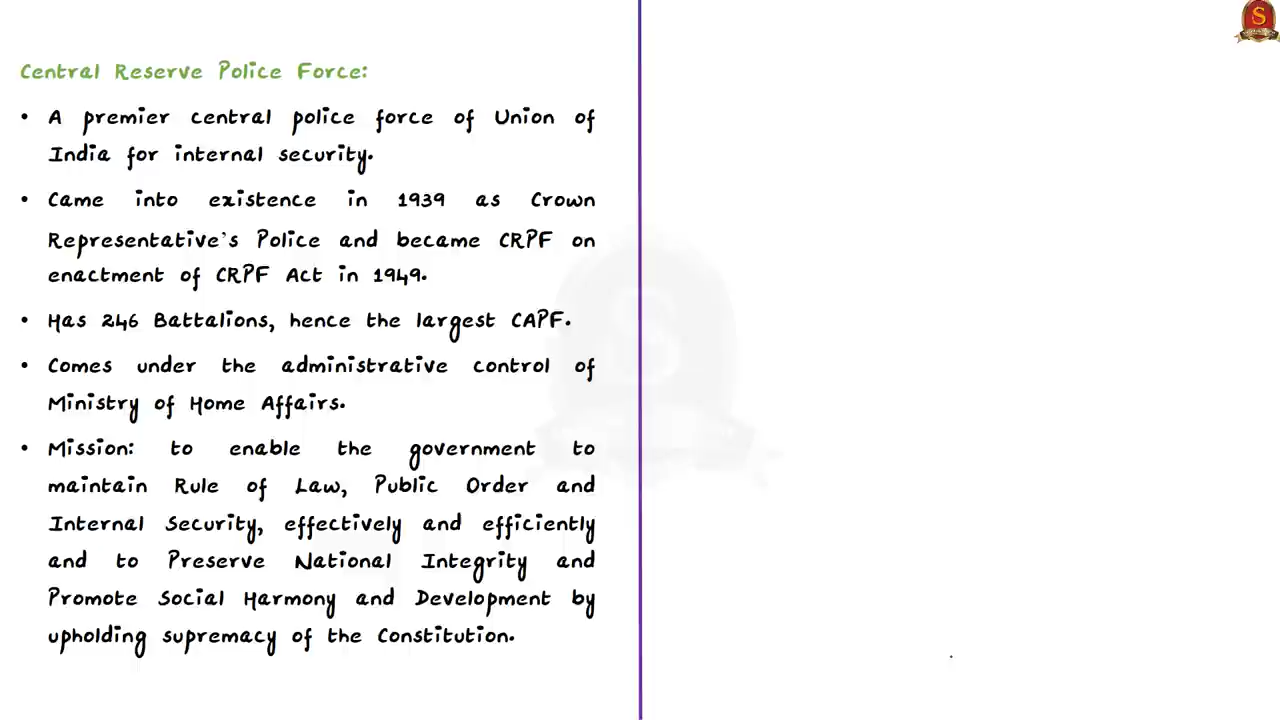 S
Central Reserve Police Force:
• A premier central police force of Union of
India for internal security.
• Came into existence in 1939 as Crown
Representative's Police and became CRPF on
enactment of CRPF Act in 1949.
• Has 246 Battalions, hence the largest CAPF.
• Comes under the administrative control of
Ministry of Home Affairs.
• Mission: to enable the government to
maintain Rule of Law, Public Order and
Internal Security, effectively and efficiently
and to Preserve National Integrity and
Promote Social Harmony and Development by
upholding supremacy of the Constitution.